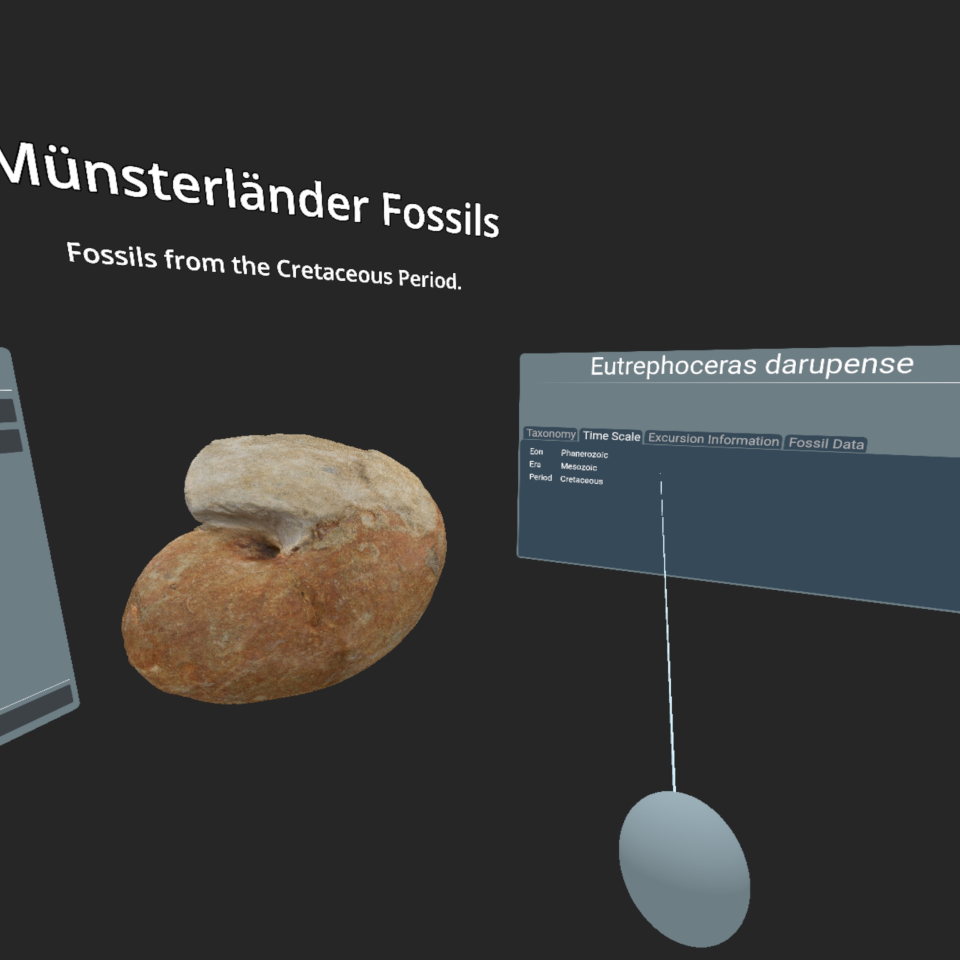 Münsterländer Fossils
Fossils from the Cretaceous Period.
Eutrephoceras darupense
Taxonomy Time Scale Excursion Information Fossil Data
Eon Phanerozoic
Era Mesozoic
Period Cretaceous